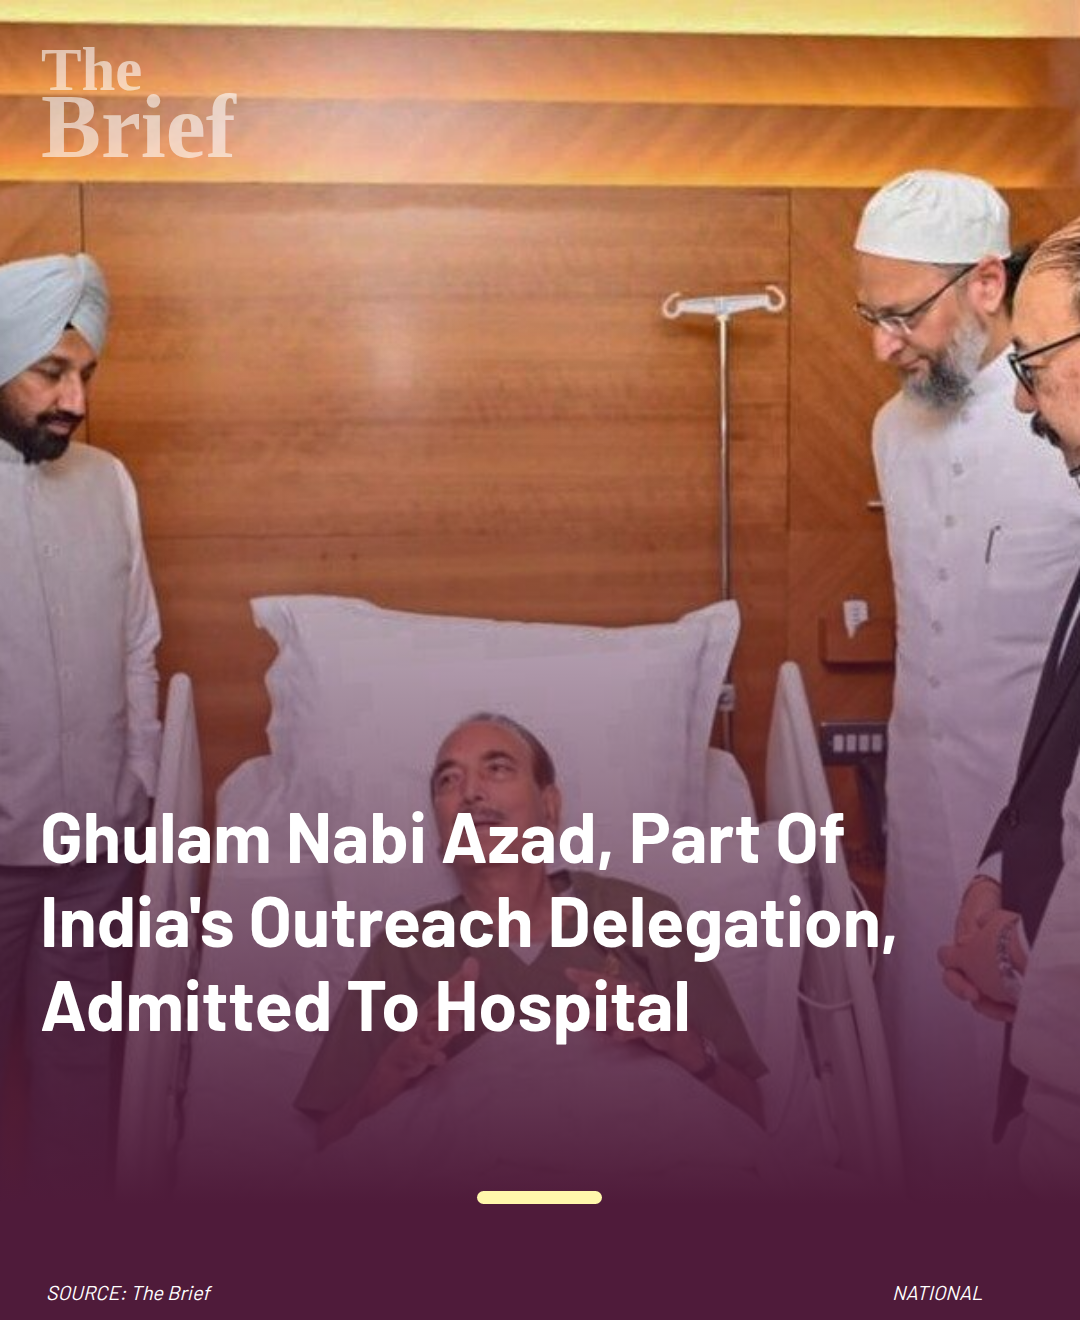 The
Brief
Ghulam Nabi Azad, Part Of
India's Outreach Delegation,
Admitted To Hospital
SOURCE: The Brief
NATIONAL